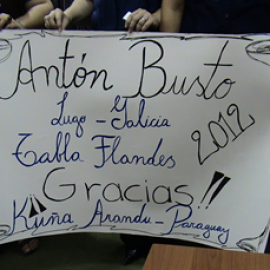 Antón Busto
Lugo - Galicia
2012
Tabla Flandes
Gracias!!
Kuña Arandu - Paraguay